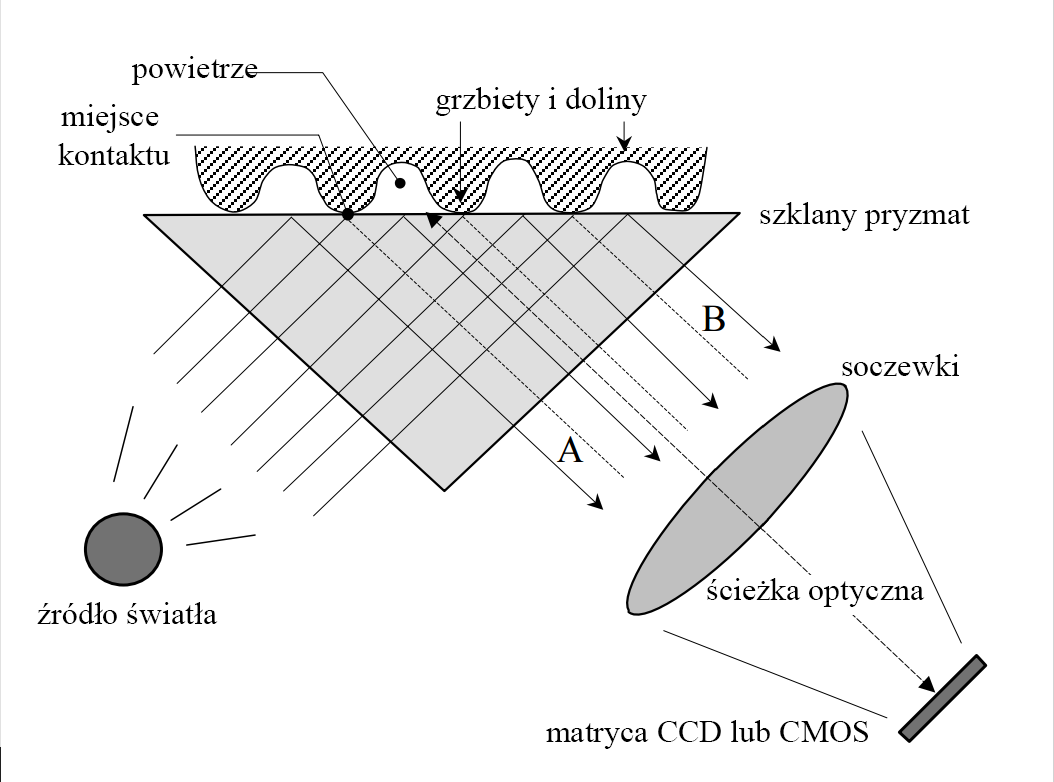 powietrze
miejsce
kontaktu
grzbiety i doliny
szklany pryzmat
B
soczewki
A
źródło światła
ścieżka optyczna
matryca CCD lub CMOS